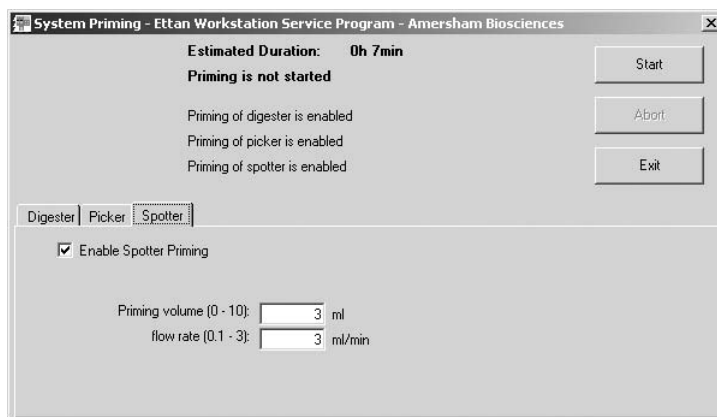 System Priming - Ettan Workstation Service Program - Amersham Biosciences
Estimated Duration: 0h 7min
Priming is not started
Start
Priming of digester is enabled
Abort
Priming of picker is enabled
Priming of spotter is enabled
Exit
Digester Picker Spotter
Enable Spotter Priming
Priming volume (0 - 10): 3 ml
flow rate (0.1 - 3): 3 ml/min